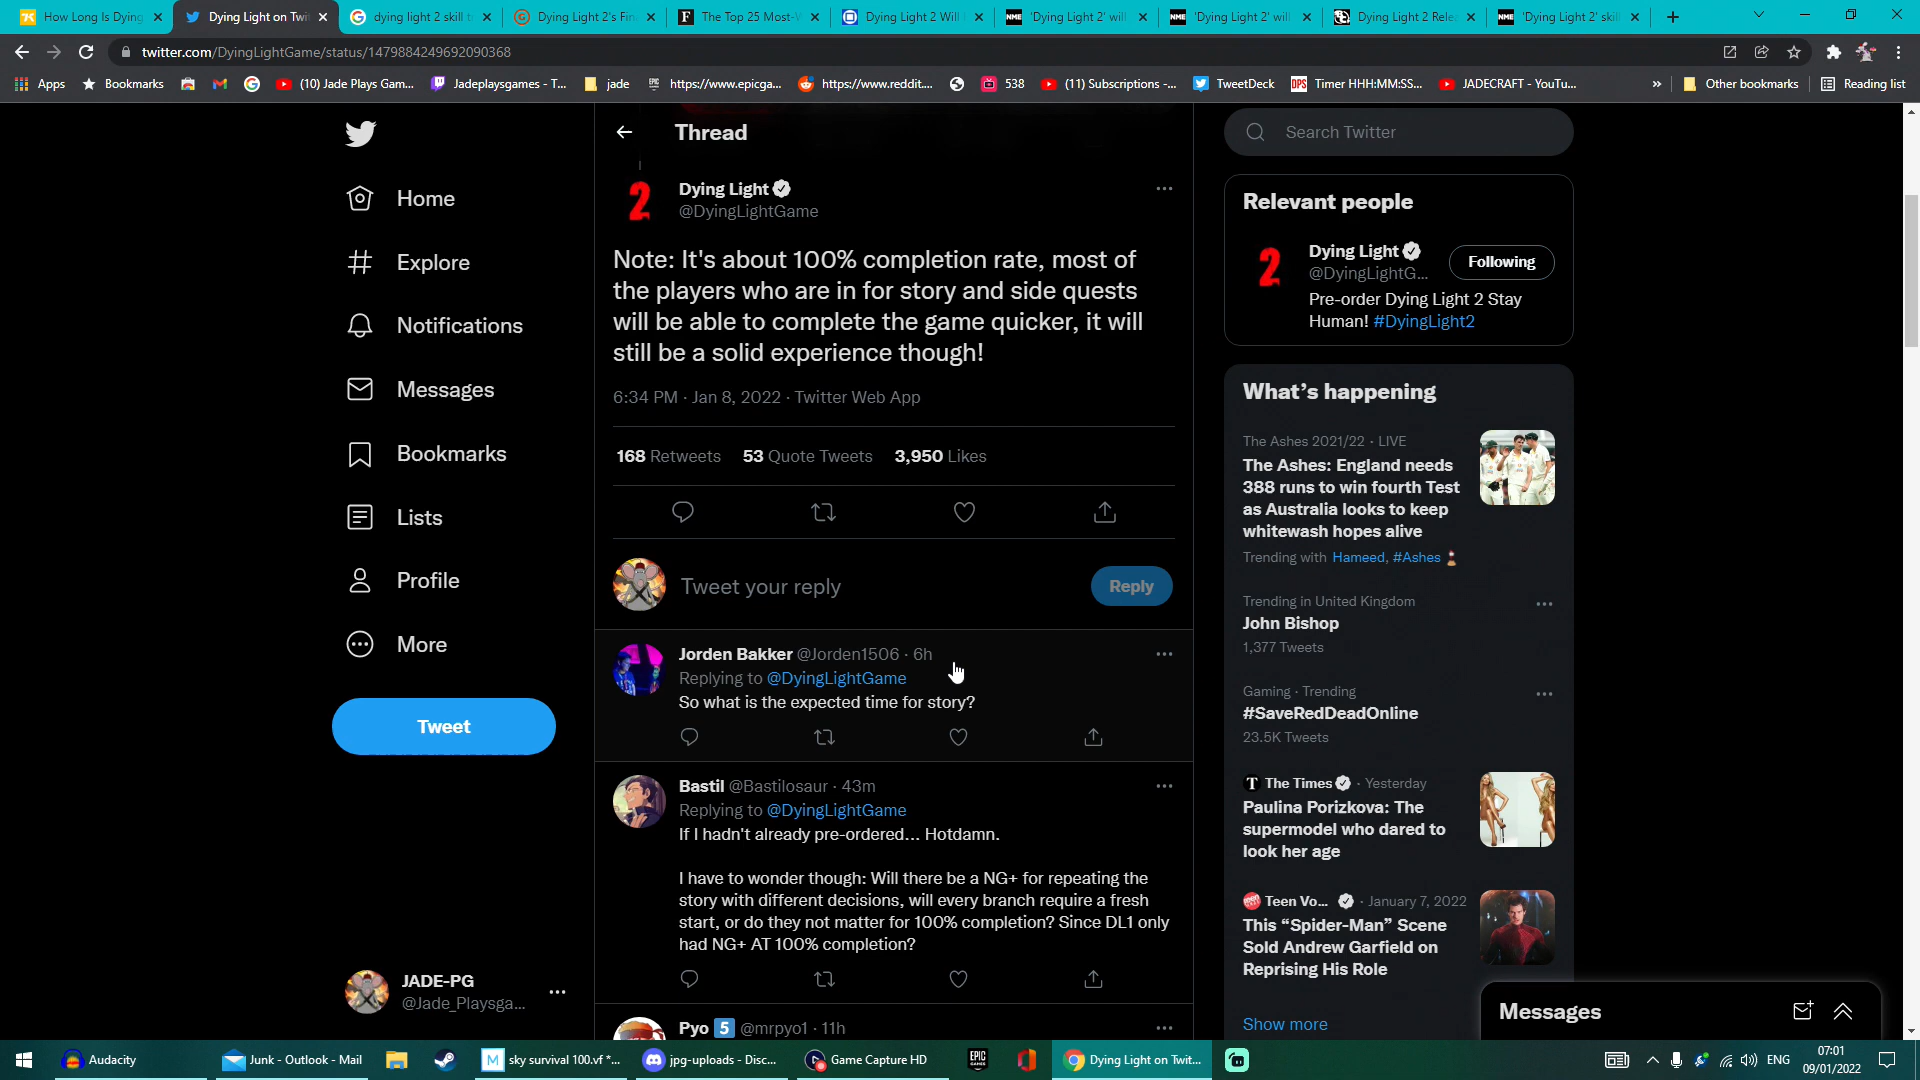 How Long Is Dying
Dying Light on Twi
dying light 2 skill t
Dying Light 2's Fin
The Top 25 Most-
Dying Light 2 Will
'Dying Light 2' will
'Dying Light 2' will
Dying Light 2 Rele
'Dying Light 2' skil
twitter.com/DyingLightGame/status/1479884249692090368
Apps
Bookmarks
(10) Jade Plays Gam...
Jadeplaysgames - T...
jade
https://www.epicga...
https://www.reddit....
538
(11) Subscriptions -...
TweetDeck
Timer HHH:MM:SS...
JADECRAFT - YouTu...
»
Other bookmarks
Reading list
Home
Explore
Notifications
Messages
Bookmarks
Lists
Profile
More
Tweet
JADE-PG
@Jade_Playsga...
Thread
Dying Light
@DyingLightGame
Note: It's about 100% completion rate, most of
the players who are in for story and side quests
will be able to complete the game quicker, it will
still be a solid experience though!
6:34 PM · Jan 8, 2022 · Twitter Web App
168 Retweets 53 Quote Tweets 3,950 Likes
Tweet your reply
Reply
Jorden Bakker @Jorden1506 · 6h
Replying to @DyingLightGame
So what is the expected time for story?
Bastil @Bastilosaur · 43m
Replying to @DyingLightGame
If I hadn't already pre-ordered... Hotdamn.
I have to wonder though: Will there be a NG+ for repeating the
story with different decisions, will every branch require a fresh
start, or do they not matter for 100% completion? Since DL1 only
had NG+ AT 100% completion?
Pyo 5 @mrpyo1 · 11h
Search Twitter
Relevant people
Dying Light
@DyingLightG...
Following
Pre-order Dying Light 2 Stay
Human! #DyingLight2
What's happening
The Ashes 2021/22 · LIVE
The Ashes: England needs
388 runs to win fourth Test
as Australia looks to keep
whitewash hopes alive
Trending with Hameed, #Ashes
Trending in United Kingdom
John Bishop
1,377 Tweets
Gaming · Trending
#SaveRedDeadOnline
23.5K Tweets
The Times · Yesterday
Paulina Porizkova: The
supermodel who dared to
look her age
Teen Vo... · January 7, 2022
This “Spider-Man” Scene
Sold Andrew Garfield on
Reprising His Role
Show more
Messages
Audacity
Junk - Outlook - Mail
sky survival 100.vf *...
jpg-uploads - Disc...
Game Capture HD
EPIC GAMES
Dying Light on Twit...
ENG
07:01
09/01/2022